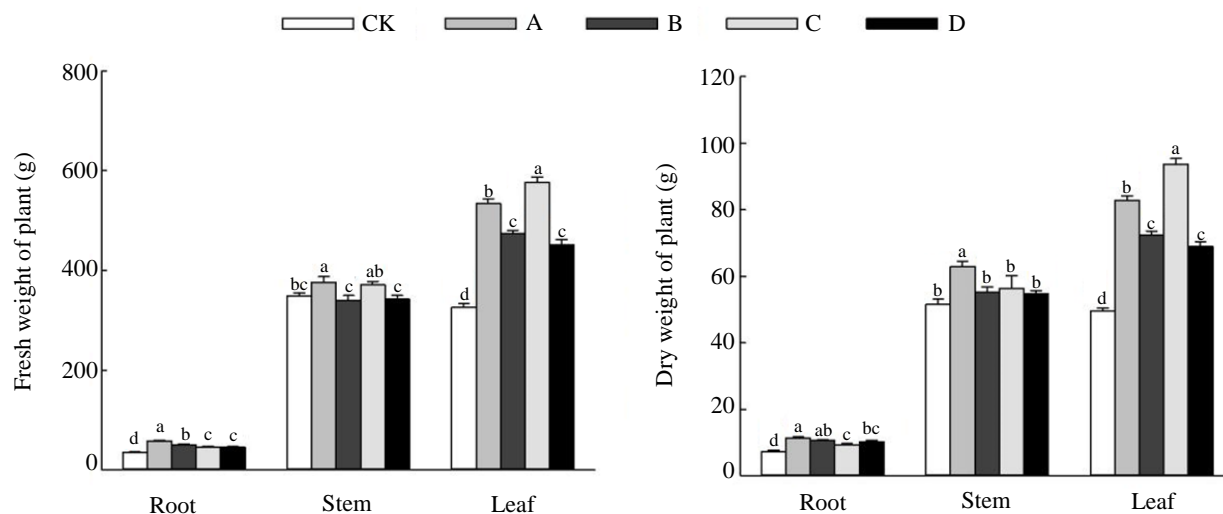 CK A B C D
Fresh weight of plant (g)
800
600
400
200
0
d a b c c
bc a c ab c
d b c a c
Root Stem Leaf
Dry weight of plant (g)
120
100
80
60
40
20
0
d a ab c bc
b a b b b
d b c a c
Root Stem Leaf